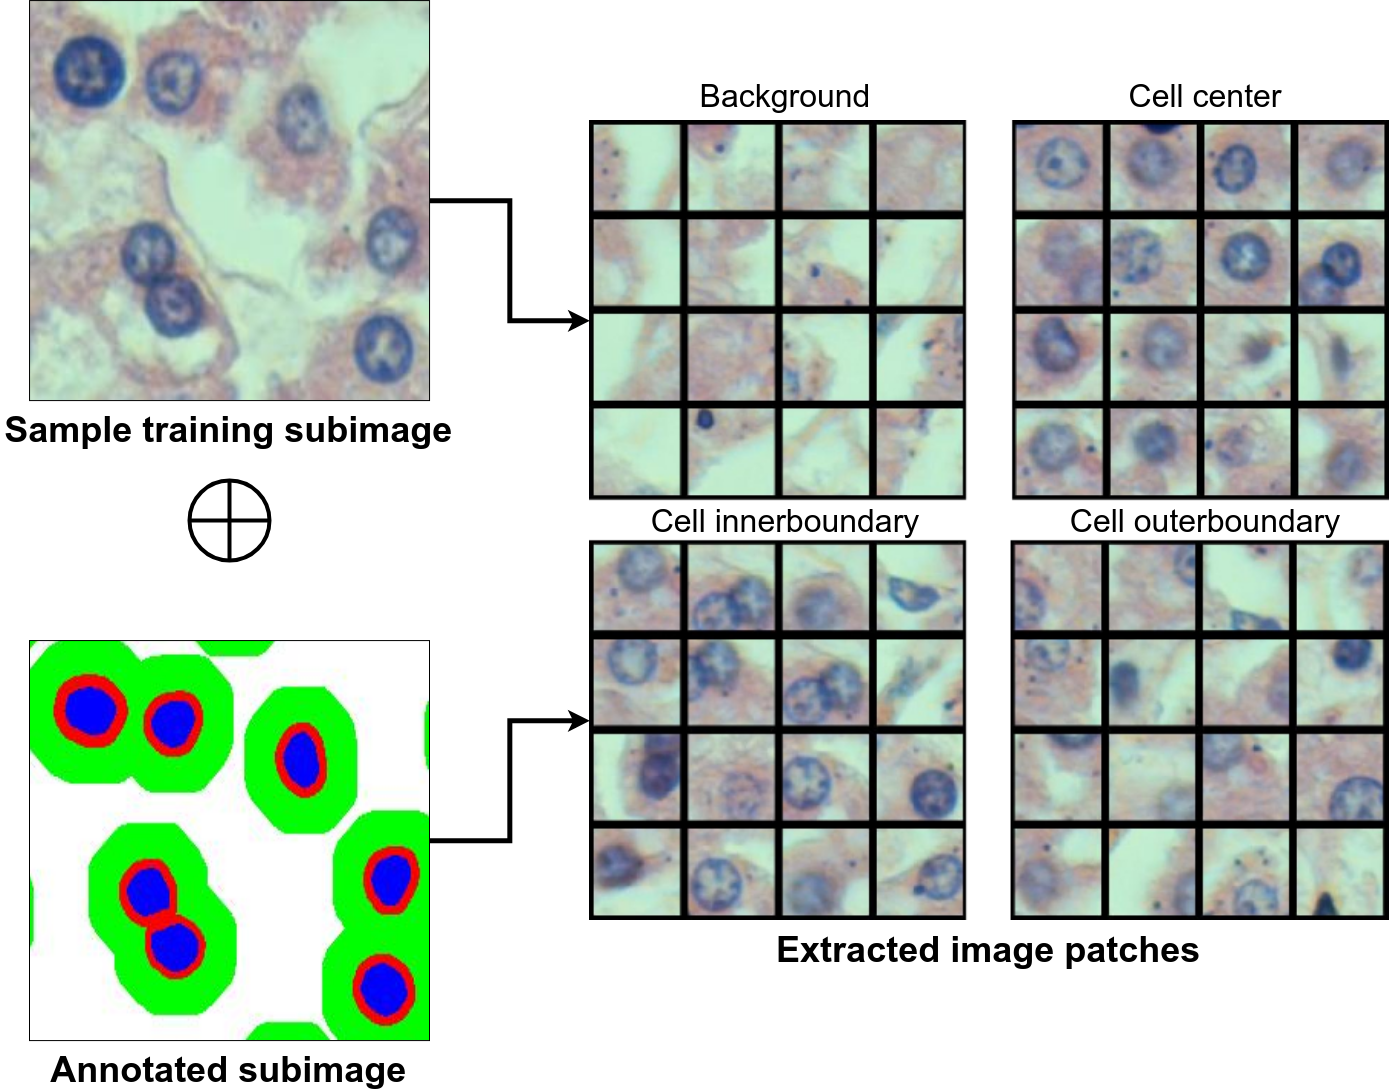 Background
Cell center
Sample training subimage
Cell innerboundary
Cell outerboundary
Extracted image patches
Annotated subimage